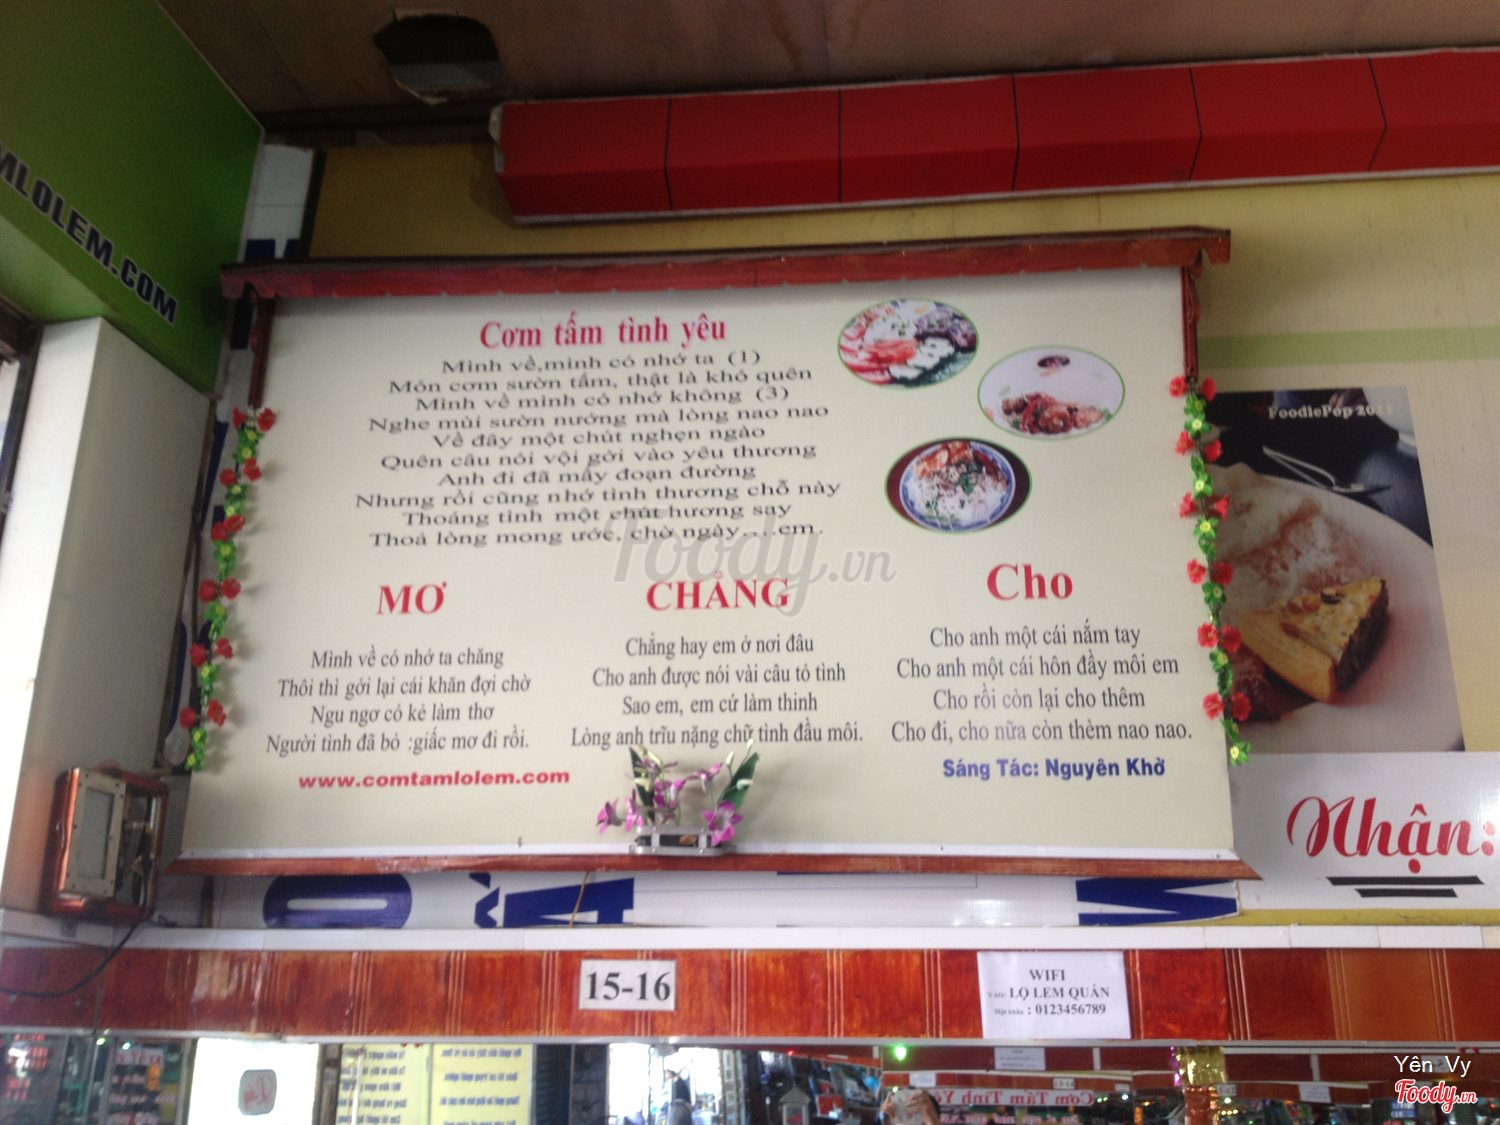 MLOLEM.COM
Cơm tấm tình yêu
Mình về,mình có nhớ ta (1)
Món cơm sườn tấm, thật là khó quên
Mình về mình có nhớ không (3)
Nghe mùi sườn nướng mà lòng nao nao
Về đây một chút nghẹn ngào
Quên câu nói vội gởi vào yêu thương
Anh đi đã mấy đoạn đường
Nhưng rồi cũng nhớ tình thương chỗ này
Thoáng tình một chút hương say
Thoả lòng mong ước, chờ ngày....em.
MƠ
Mình về có nhớ ta chăng
Thôi thì gởi lại cái khăn đợi chờ
Ngu ngơ có kẻ làm thơ
Người tình đã bỏ :giấc mơ đi rồi.
www.comtamlolem.com
CHẲNG
Chẳng hay em ở nơi đâu
Cho anh được nói vài câu tỏ tình
Sao em, em cứ làm thinh
Lòng anh trĩu nặng chữ tình đầu môi.
Cho
Cho anh một cái nắm tay
Cho anh một cái hôn đầy môi em
Cho rồi còn lại cho thêm
Cho đi, cho nữa còn thèm nao nao.
Sáng Tác: Nguyên Khờ
Foody.vn
FoodiePop 2011
Nhận:
15-16
WIFI
VÀO: LỌ LEM QUÁN
Mật khẩu : 0123456789
Yên Vy
Foody.vn